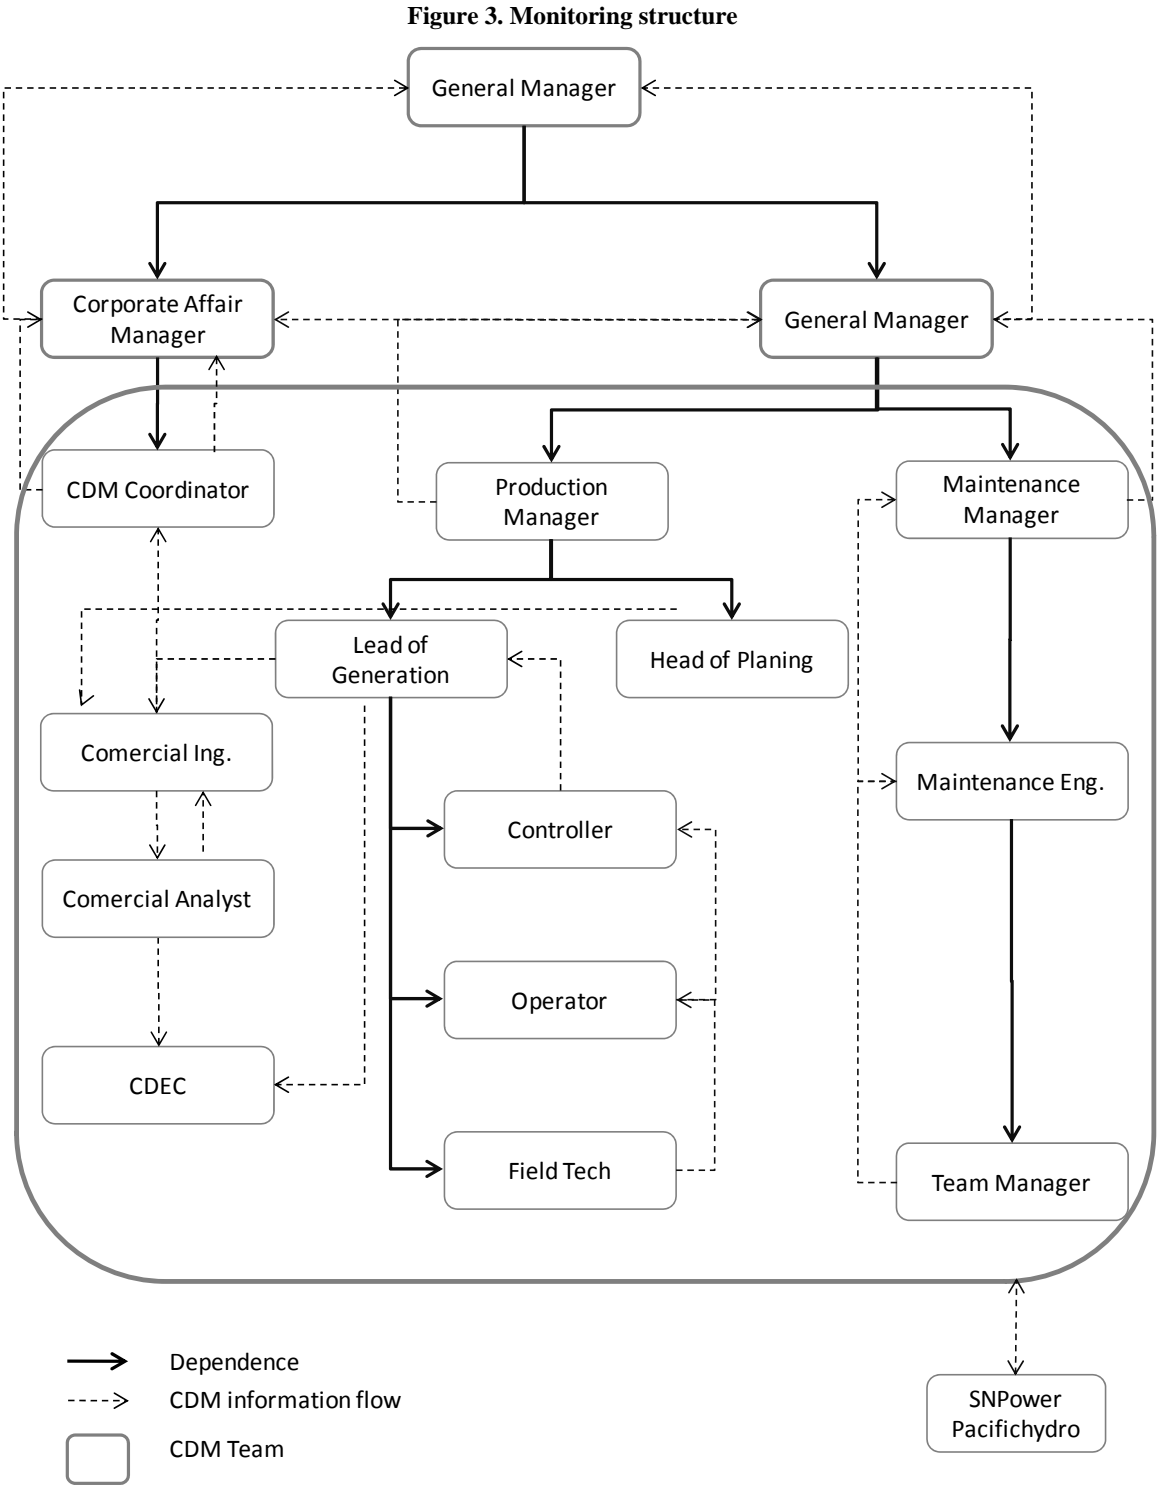 Figure 3. Monitoring structure
General Manager
Corporate Affair
Manager
General Manager
CDM Coordinator
Production
Manager
Maintenance
Manager
Lead of
Generation
Head of Planing
Comercial Ing.
Maintenance Eng.
Controller
Comercial Analyst
Operator
CDEC
Field Tech
Team Manager
Dependence
CDM information flow
CDM Team
SNPower
Pacifichydro